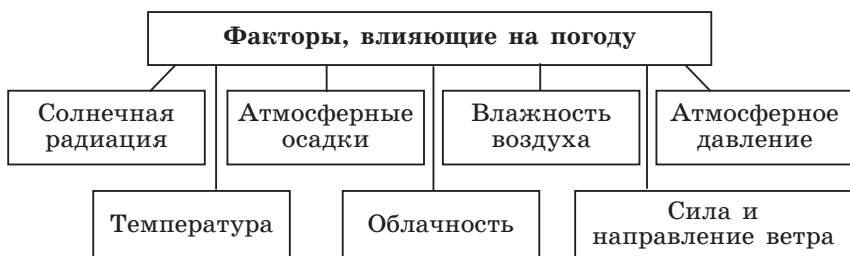 Факторы, влияющие на погоду
Солнечная
радиация
Атмосферные
осадки
Влажность
воздуха
Атмосферное
давление
Температура
Облачность
Сила и
направление ветра